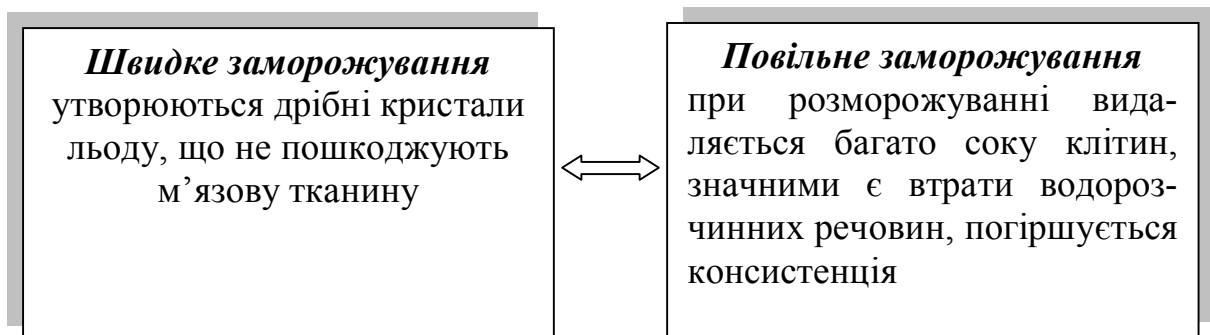 Швидке заморожування
утворюються дрібні кристали
льоду, що не пошкоджують
м’язову тканину
Повільне заморожування
при розморожуванні вида-
ляється багато соку клітин,
значними є втрати водороз-
чинних речовин, погіршується
консистенція